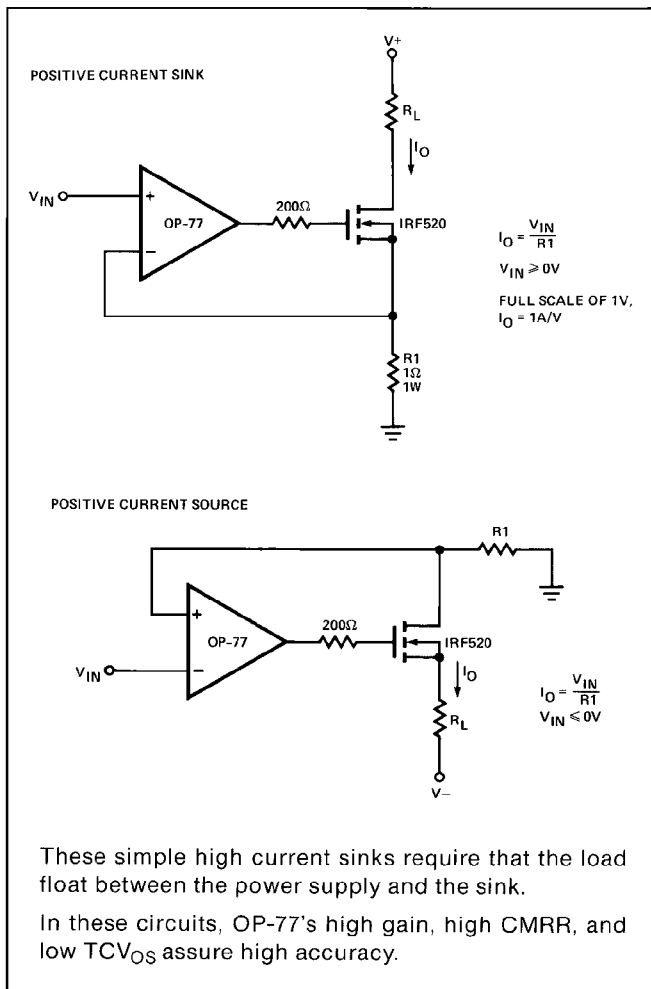 POSITIVE CURRENT SINK
V+
RL
IO
VIN
+
−
OP-77
200Ω
IRF520
IO = VIN
R1
VIN ≥ 0V
FULL SCALE OF 1V,
IO = 1A/V
R1
1Ω
1W
POSITIVE CURRENT SOURCE
R1
+
−
OP-77
200Ω
IRF520
VIN
IO
RL
V−
IO = VIN
R1
VIN ≤ 0V
These simple high current sinks require that the load
float between the power supply and the sink.
In these circuits, OP-77's high gain, high CMRR, and
low TCVOS assure high accuracy.